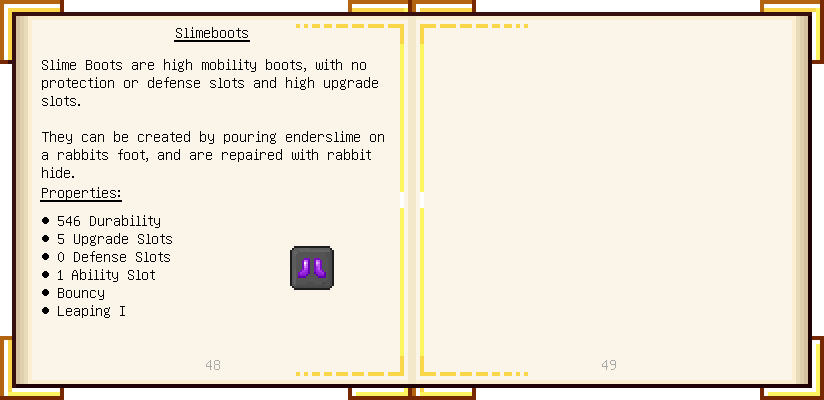 Slimeboots
Slime Boots are high mobility boots, with no
protection or defense slots and high upgrade
slots.
They can be created by pouring enderslime on
a rabbits foot, and are repaired with rabbit
hide.
Properties:
● 546 Durability
● 5 Upgrade Slots
● 0 Defense Slots
● 1 Ability Slot
● Bouncy
● Leaping I
48
49